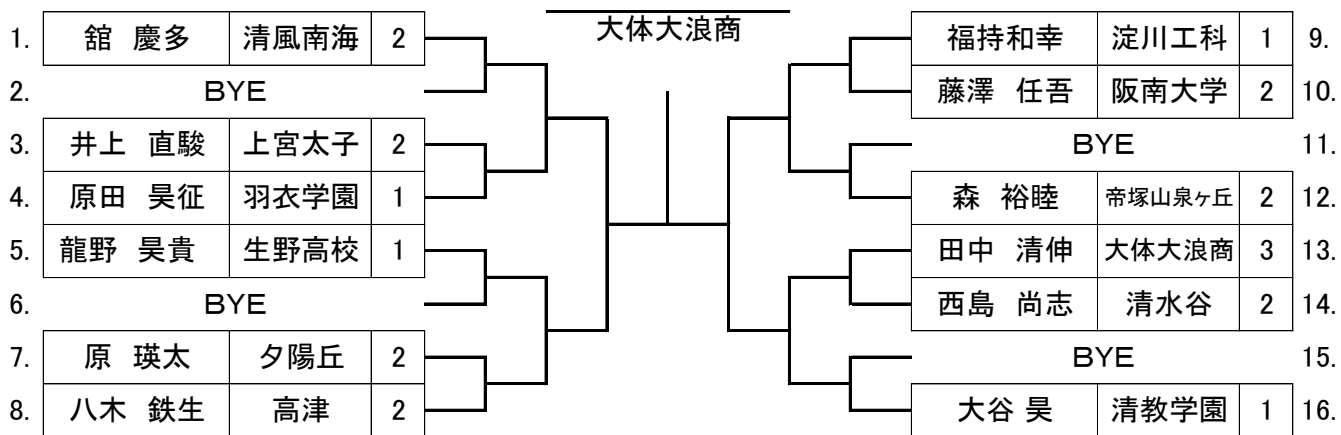 大体大浪商
1. 舘 慶多 清風南海 2
2. BYE
3. 井上 直駿 上宮太子 2
4. 原田 昊征 羽衣学園 1
5. 龍野 昊貴 生野高校 1
6. BYE
7. 原 瑛太 夕陽丘 2
8. 八木 鉄生 高津 2
福持和幸 淀川工科 1 9.
藤澤 任吾 阪南大学 2 10.
BYE 11.
森 裕睦 帝塚山泉ヶ丘 2 12.
田中 清伸 大体大浪商 3 13.
西島 尚志 清水谷 2 14.
BYE 15.
大谷 昊 清教学園 1 16.